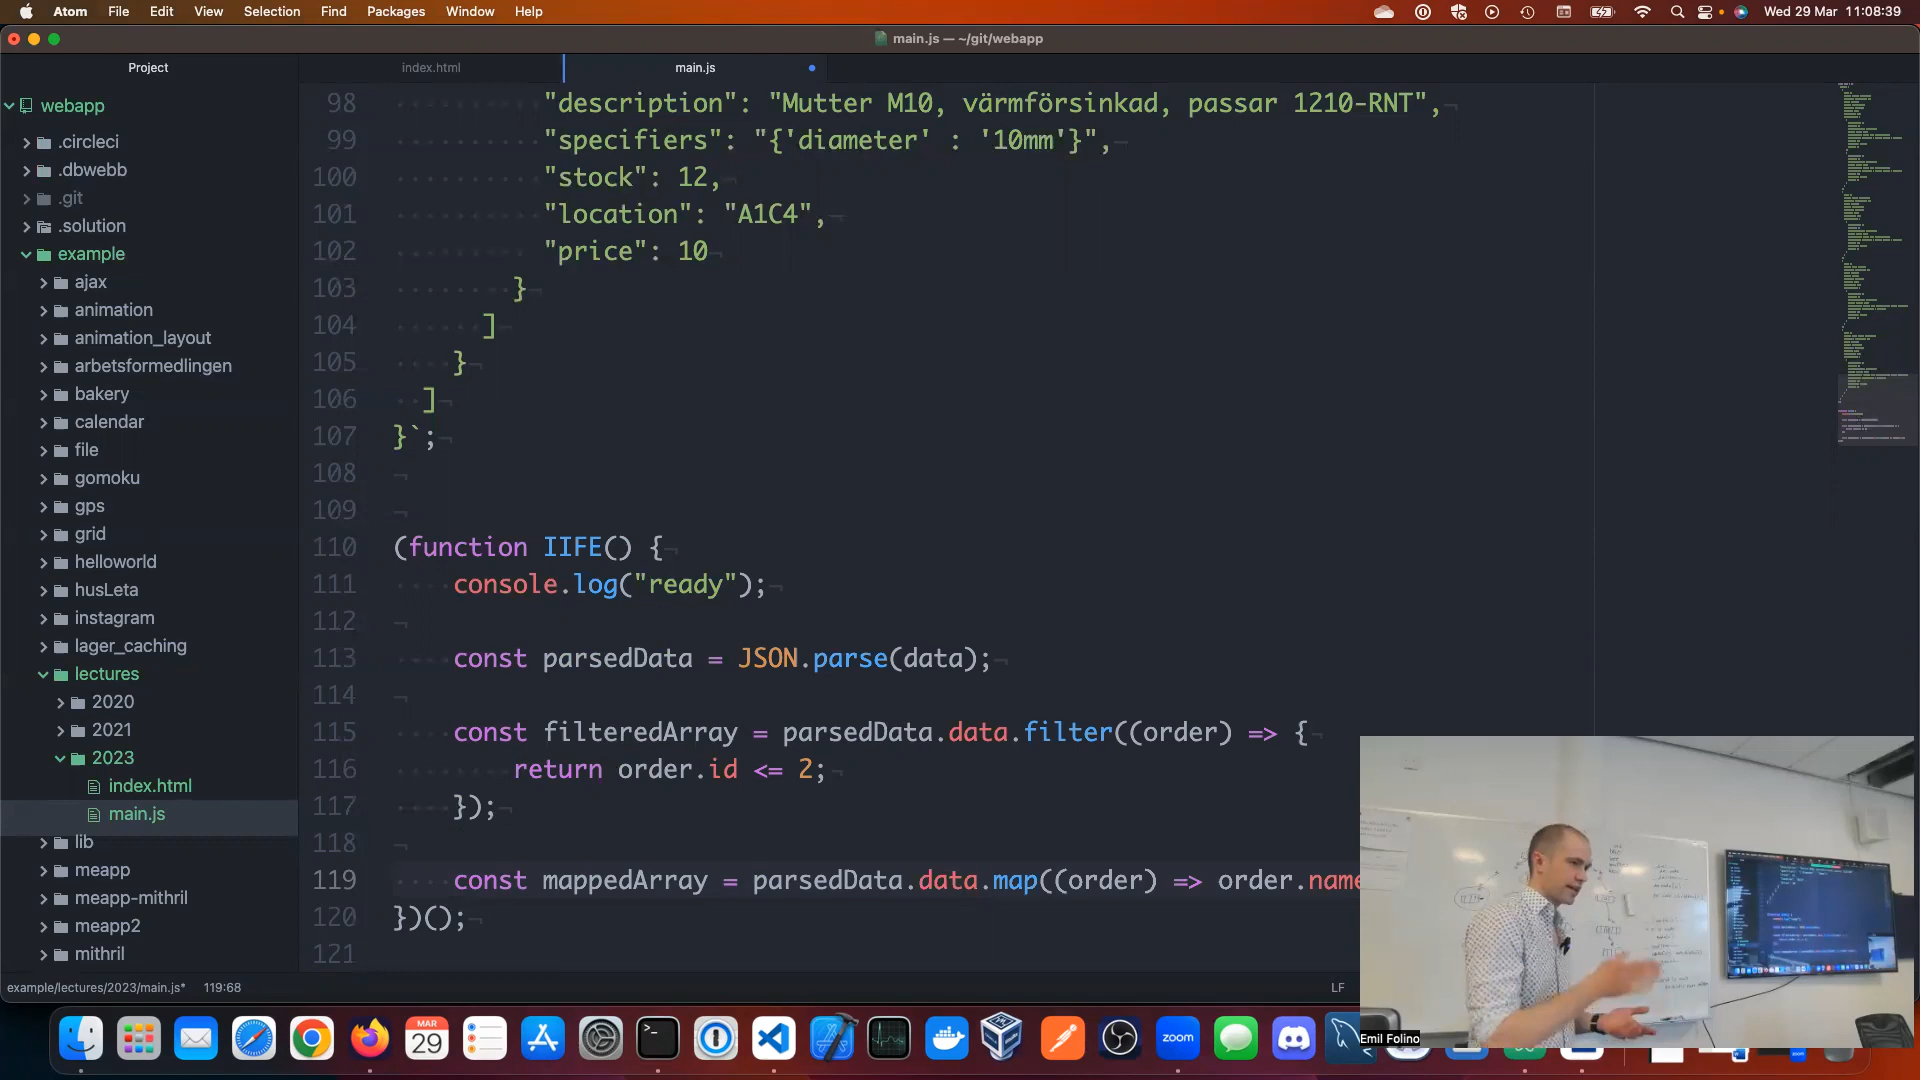 Atom File Edit View Selection Find Packages Window Help
Wed 29 Mar 11:08:39
main.js — ~/git/webapp
Project
index.html
main.js
webapp
.circleci
.dbwebb
.git
.solution
example
ajax
animation
animation_layout
arbetsformedlingen
bakery
calendar
file
gomoku
gps
grid
helloworld
husLeta
instagram
lager_caching
lectures
2020
2021
2023
index.html
main.js
lib
meapp
meapp-mithril
meapp2
mithril
98 "description": "Mutter M10, värmförsinkad, passar 1210-RNT",
99 "specifiers": "{'diameter' : '10mm'}",
100 "stock": 12,
101 "location": "A1C4",
102 "price": 10
103 }
104 ]
105 }
106 ]
107 }`;
108
109
110 (function IIFE() {
111 console.log("ready");
112
113 const parsedData = JSON.parse(data);
114
115 const filteredArray = parsedData.data.filter((order) => {
116 return order.id <= 2;
117 });
118
119 const mappedArray = parsedData.data.map((order) => order.name
120 })();
121
example/lectures/2023/main.js* 119:68
LF
MAR
29
zoom
Emil Folino